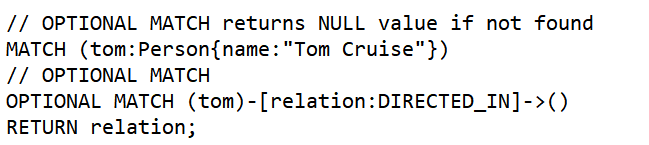 // OPTIONAL MATCH returns NULL value if not found
MATCH (tom:Person{name:"Tom Cruise"})
// OPTIONAL MATCH
OPTIONAL MATCH (tom)-[relation:DIRECTED_IN]->()
RETURN relation;